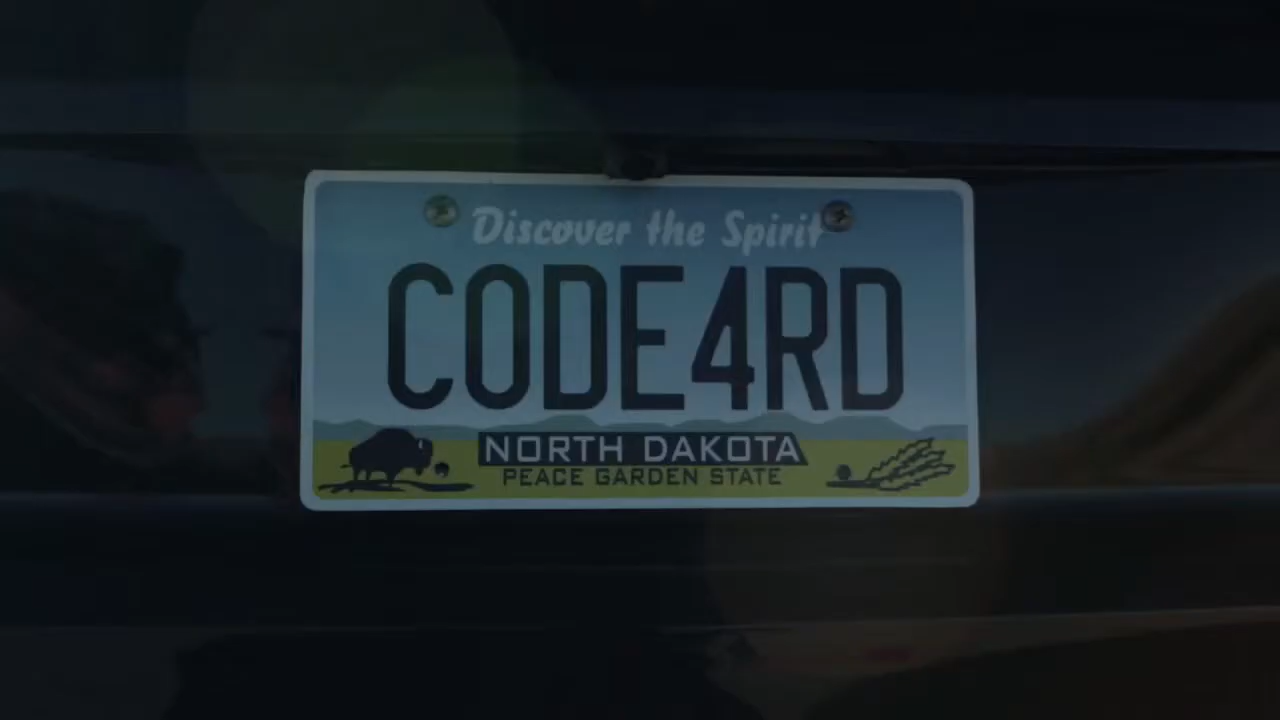 Discover the Spirit
CODE4RD
NORTH DAKOTA
PEACE GARDEN STATE